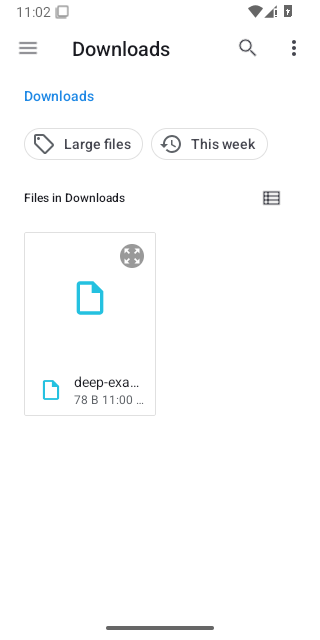 11:02
Downloads
Downloads
Large files
This week
Files in Downloads
deep-exa...
78 B 11:00 ...